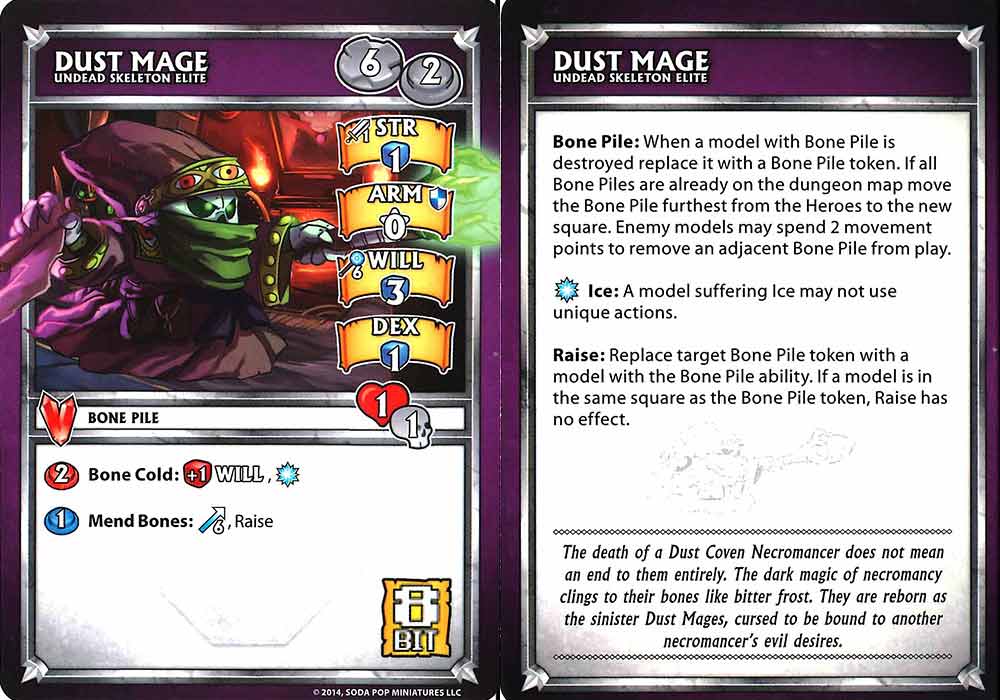 DUST MAGE
UNDEAD SKELETON ELITE
6
2
STR
1
ARM
0
6 WILL
3
DEX
1
BONE PILE
1
1
2 Bone Cold: +1 WILL,
1 Mend Bones: 6, Raise
8
BIT
© 2014, SODA POP MINIATURES LLC
DUST MAGE
UNDEAD SKELETON ELITE
Bone Pile: When a model with Bone Pile is
destroyed replace it with a Bone Pile token. If all
Bone Piles are already on the dungeon map move
the Bone Pile furthest from the Heroes to the new
square. Enemy models may spend 2 movement
points to remove an adjacent Bone Pile from play.
Ice: A model suffering Ice may not use
unique actions.
Raise: Replace target Bone Pile token with a
model with the Bone Pile ability. If a model is in
the same square as the Bone Pile token, Raise has
no effect.
The death of a Dust Coven Necromancer does not mean
an end to them entirely. The dark magic of necromancy
clings to their bones like bitter frost. They are reborn as
the sinister Dust Mages, cursed to be bound to another
necromancer's evil desires.